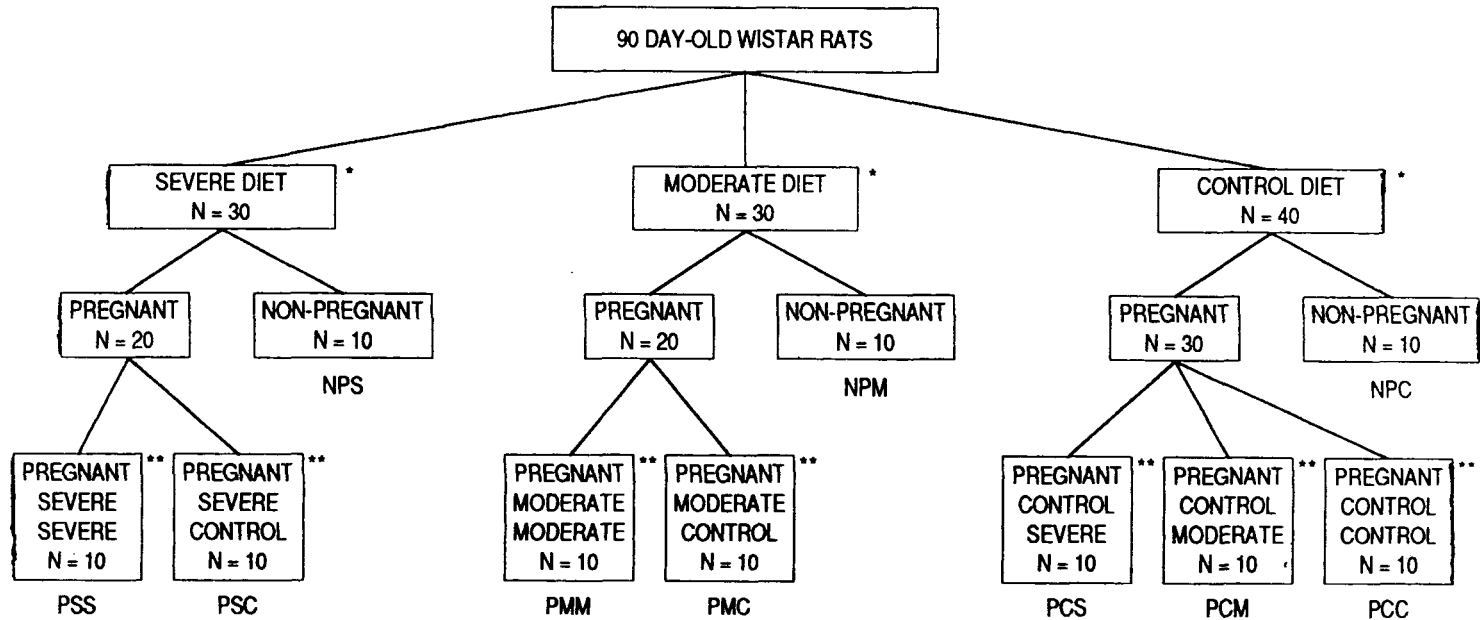 90 DAY-OLD WISTAR RATS
SEVERE DIET *
N = 30
MODERATE DIET *
N = 30
CONTROL DIET *
N = 40
PREGNANT
N = 20
NON-PREGNANT
N = 10
NPS
PREGNANT
N = 20
NON-PREGNANT
N = 10
NPM
PREGNANT
N = 30
NON-PREGNANT
N = 10
NPC
PREGNANT **
SEVERE
SEVERE
N = 10
PSS
PREGNANT **
SEVERE
CONTROL
N = 10
PSC
PREGNANT **
MODERATE
MODERATE
N = 10
PMM
PREGNANT **
MODERATE
CONTROL
N = 10
PMC
PREGNANT **
CONTROL
SEVERE
N = 10
PCS
PREGNANT **
CONTROL
MODERATE
N = 10
PCM
PREGNANT **
CONTROL
CONTROL
N = 10
PCC